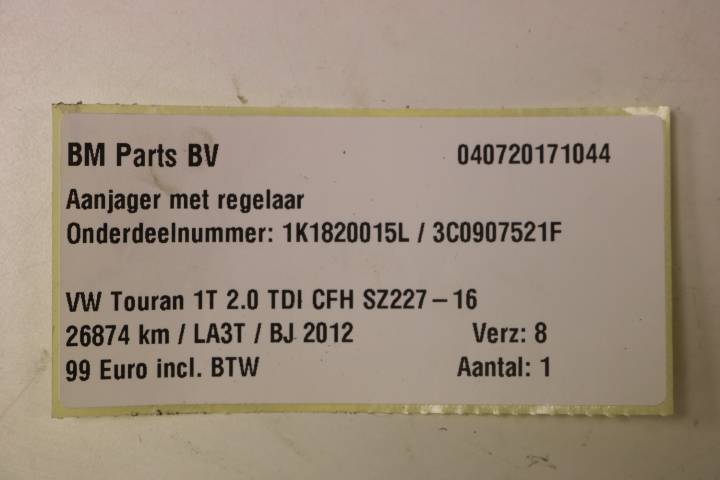 BM Parts BV 040720171044
Aanjager met regelaar
Onderdeelnummer: 1K1820015L / 3C0907521F
VW Touran 1T 2.0 TDI CFH SZ227-16
26874 km / LA3T / BJ 2012 Verz: 8
99 Euro incl. BTW Aantal: 1